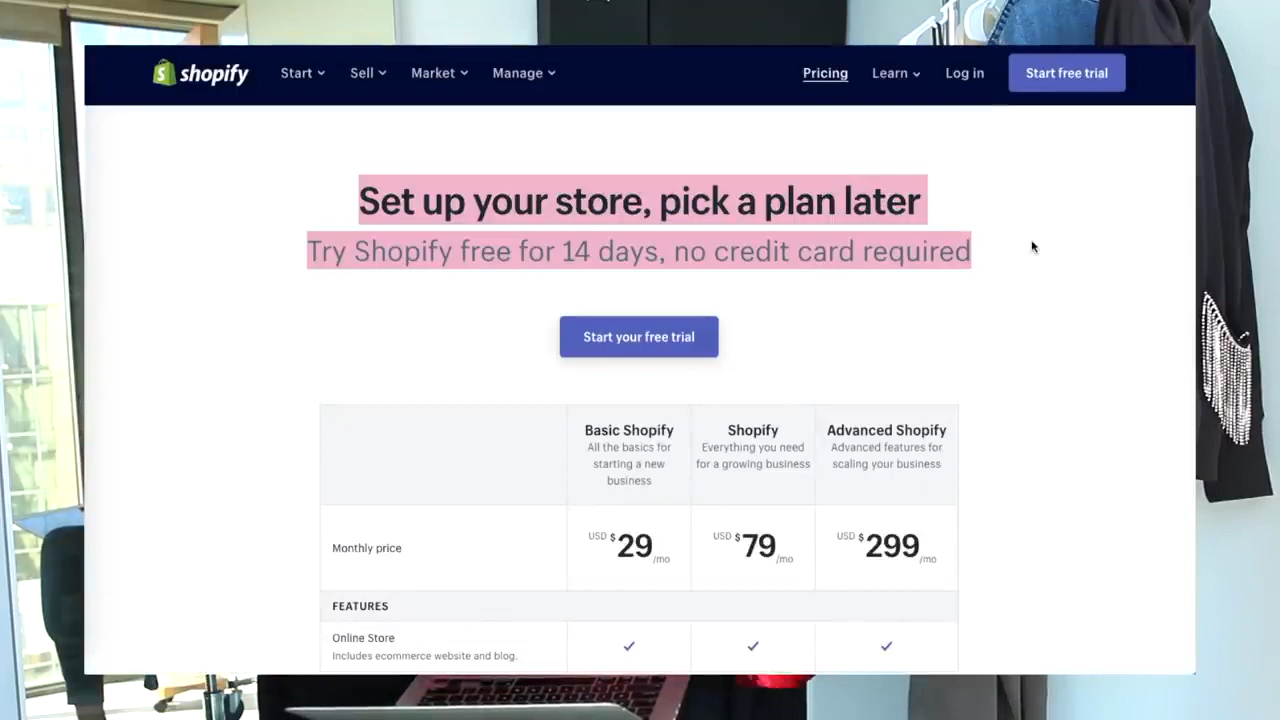 shopify Start Sell Market Manage Pricing Learn Log in Start free trial
Set up your store, pick a plan later
Try Shopify free for 14 days, no credit card required
Start your free trial
Basic Shopify Shopify Advanced Shopify
All the basics for Everything you need Advanced features for
starting a new for a growing business scaling your business
business
Monthly price USD $ 29 /mo USD $ 79 /mo USD $ 299 /mo
FEATURES
Online Store
Includes ecommerce website and blog.